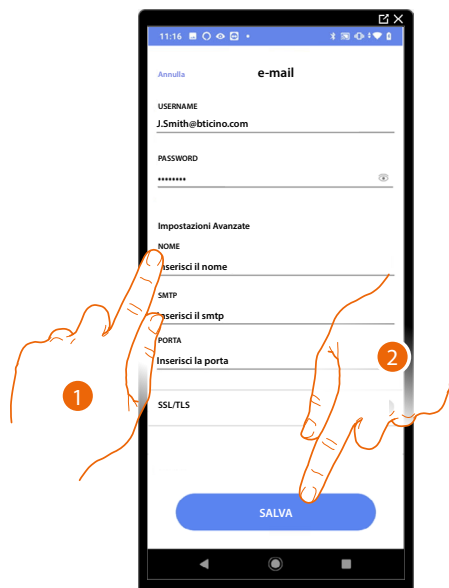 11:16
Annulla
e-mail
USERNAME
J.Smith@bticino.com
PASSWORD
••••••••
Impostazioni Avanzate
NOME
Inserisci il nome
SMTP
Inserisci il smtp
PORTA
Inserisci la porta
SSL/TLS
SALVA
1
2